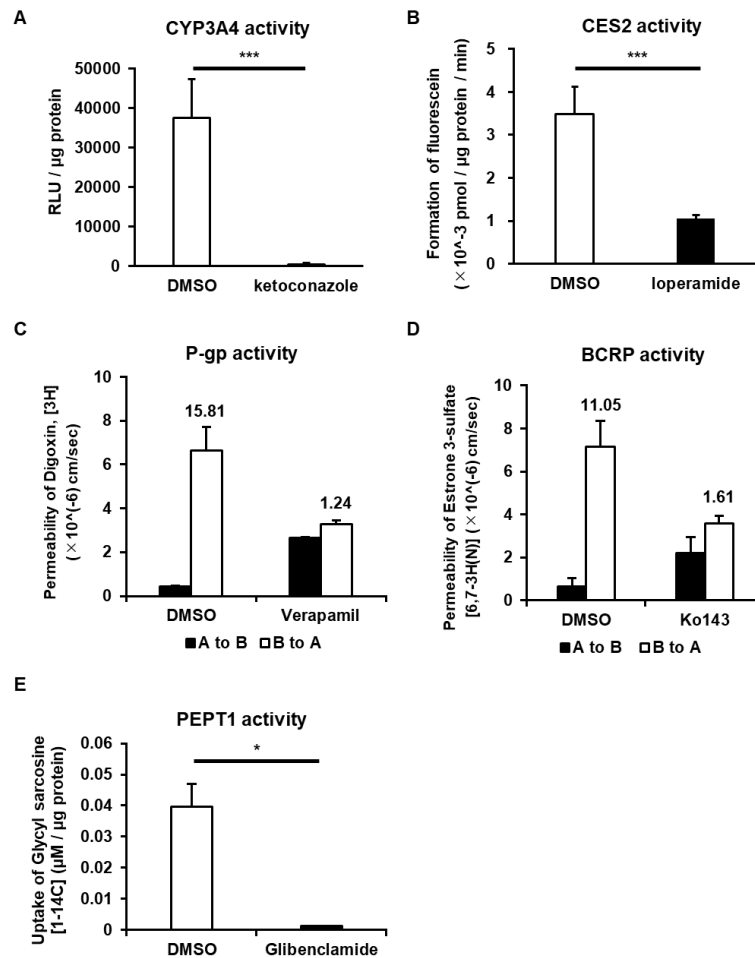 A
CYP3A4 activity
***
RLU / µg protein
50000
40000
30000
20000
10000
0
DMSO
ketoconazole
B
CES2 activity
***
Formation of fluorescein
(×10^-3 pmol / µg protein / min)
5
4
3
2
1
0
DMSO
loperamide
C
P-gp activity
Permeability of Digoxin, [3H]
(×10^(-6) cm/sec)
10
8
6
4
2
0
15.81
1.24
DMSO
Verapamil
A to B B to A
D
BCRP activity
Permeability of Estrone 3-sulfate
[6,7-3H(N)] (×10^(-6) cm/sec)
10
8
6
4
2
0
11.05
1.61
DMSO
Ko143
A to B B to A
E
PEPT1 activity
*
Uptake of Glycyl sarcosine
[1-14C] (µM / µg protein)
0.06
0.05
0.04
0.03
0.02
0.01
0
DMSO
Glibenclamide